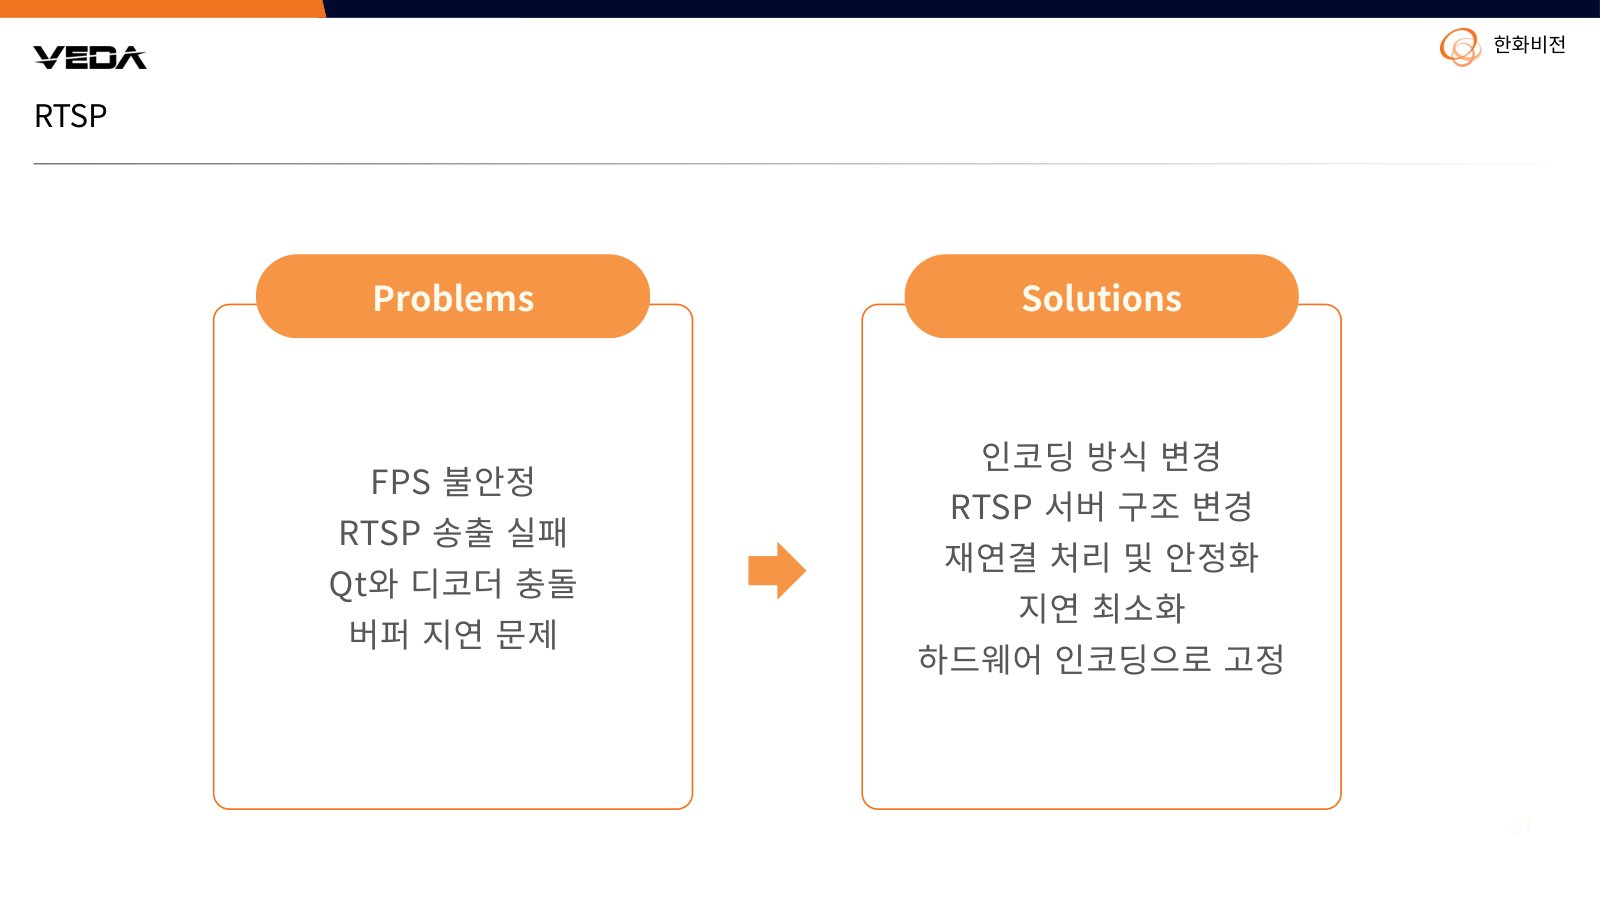 VEDA
한화비전
RTSP
Problems
FPS 불안정
RTSP 송출 실패
Qt와 디코더 충돌
버퍼 지연 문제
Solutions
인코딩 방식 변경
RTSP 서버 구조 변경
재연결 처리 및 안정화
지연 최소화
하드웨어 인코딩으로 고정
37